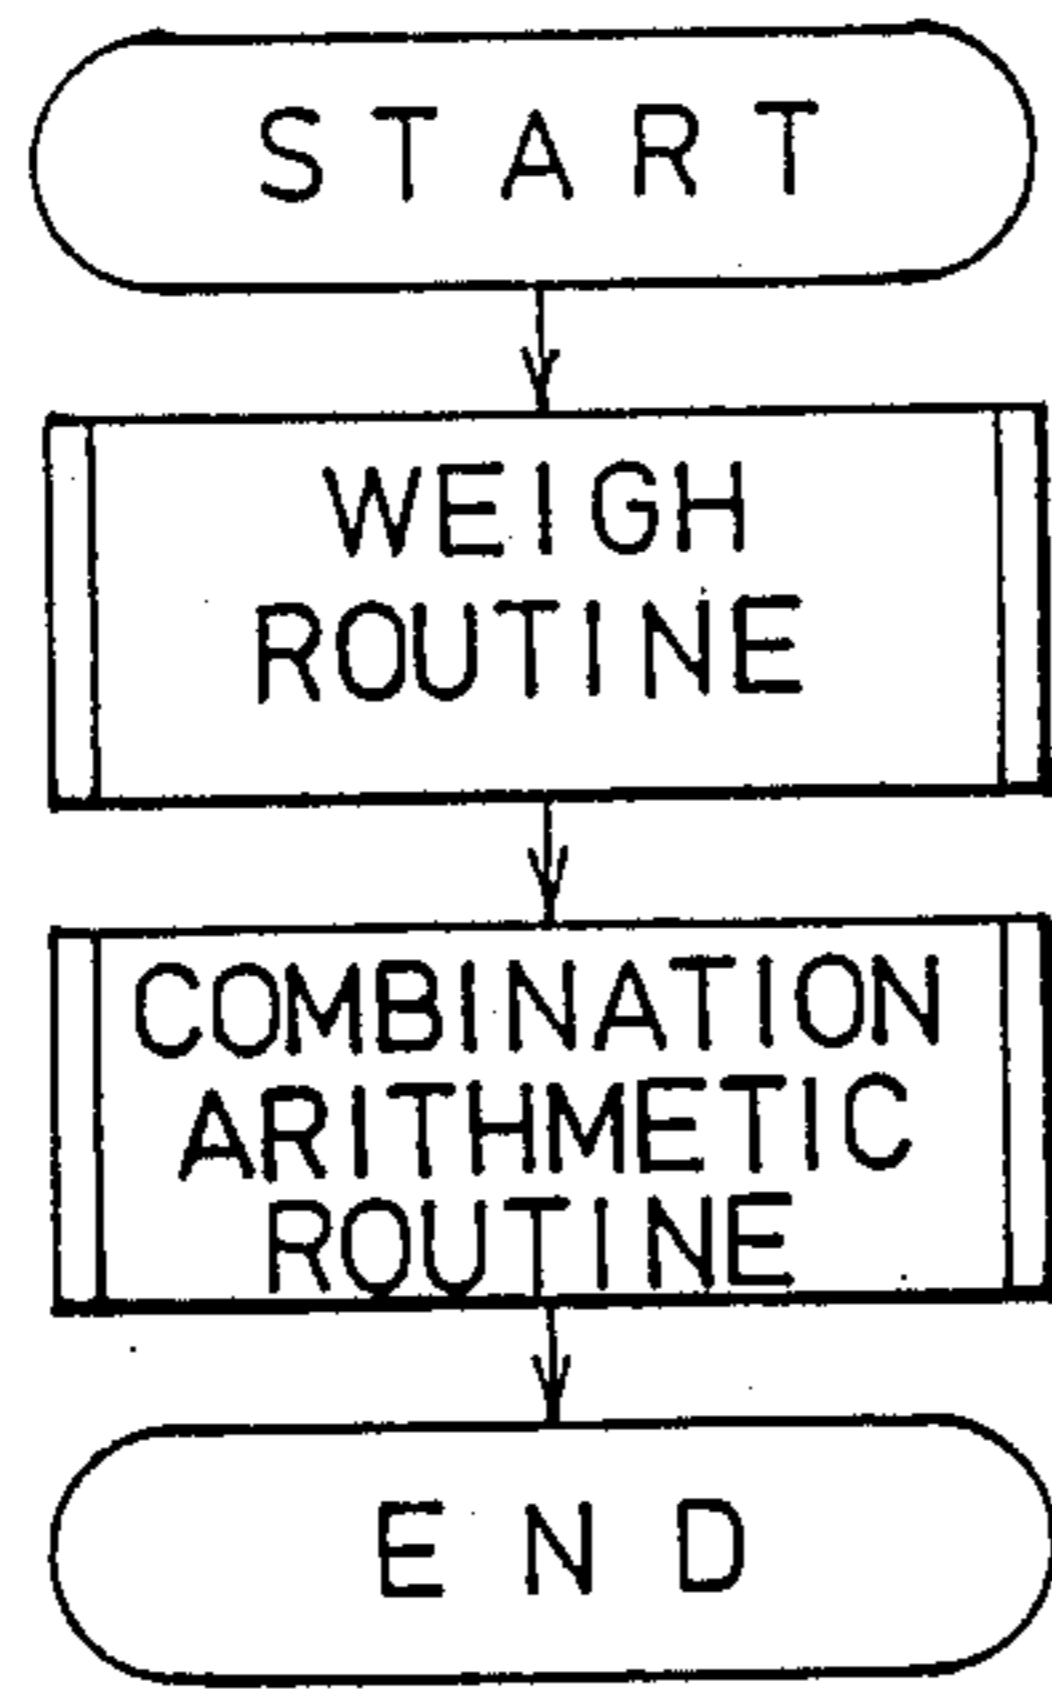 START
WEIGH
ROUTINE
COMBINATION
ARITHMETIC
ROUTINE
END